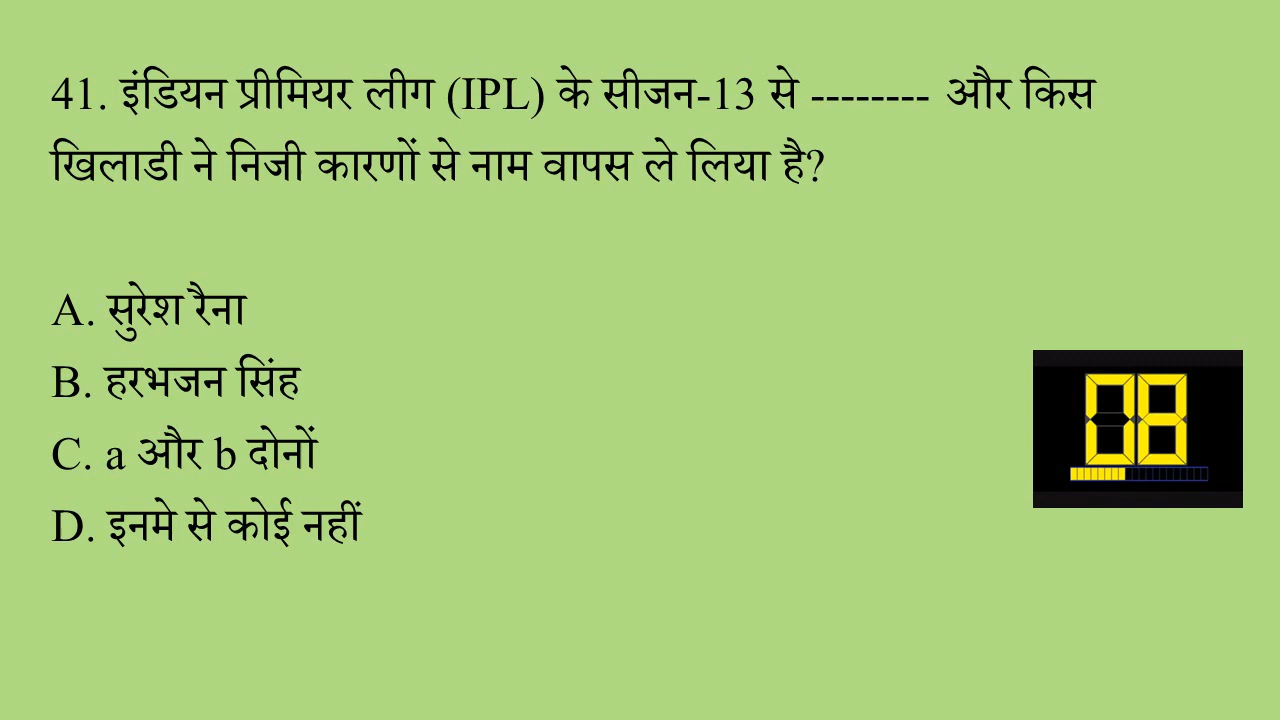 41. इंडियन प्रीमियर लीग (IPL) के सीजन-13 से -------- और किस
खिलाडी ने निजी कारणों से नाम वापस ले लिया है?
A. सुरेश रैना
B. हरभजन सिंह
C. a और b दोनों
D. इनमे से कोई नहीं
08